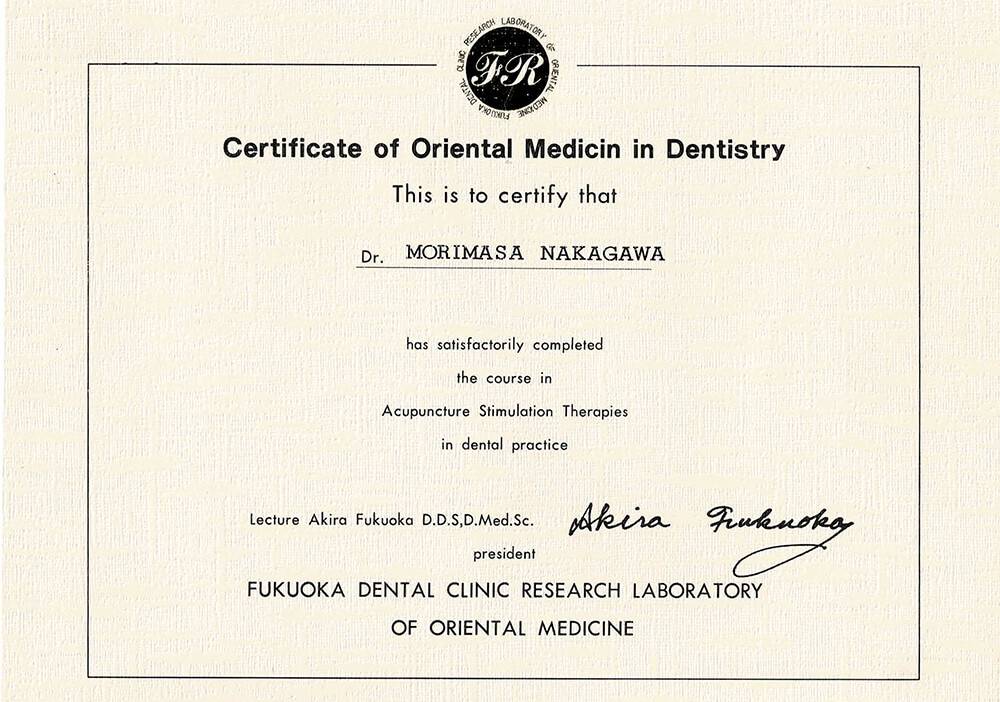 FUKUOKA DENTAL CLINIC RESEARCH LABORATORY OF ORIENTAL MEDICINE
FR
Certificate of Oriental Medicin in Dentistry
This is to certify that
Dr. MORIMASA NAKAGAWA
has satisfactorily completed
the course in
Acupuncture Stimulation Therapies
in dental practice
Lecture Akira Fukuoka D.D.S,D.Med.Sc. Akira Fukuoka
president
FUKUOKA DENTAL CLINIC RESEARCH LABORATORY
OF ORIENTAL MEDICINE